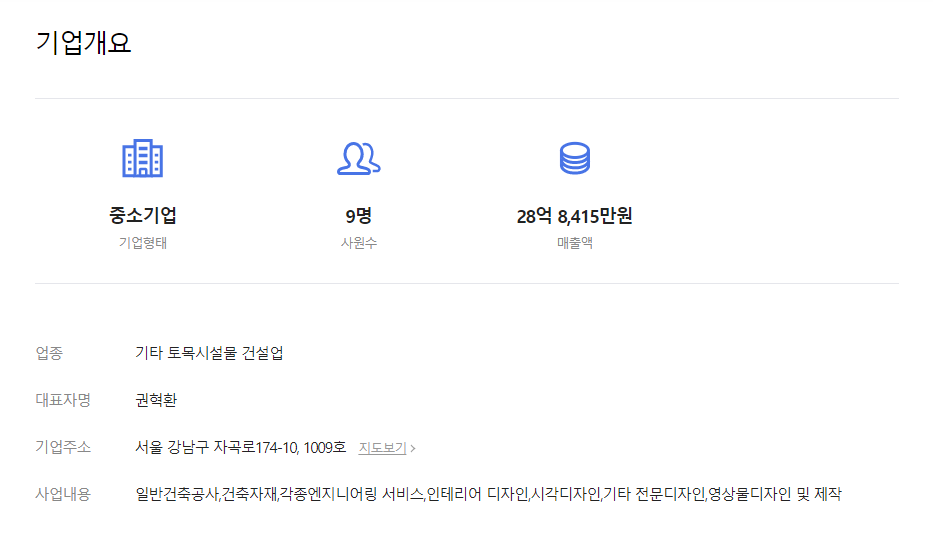 기업개요
중소기업
기업형태
9명
사원수
28억 8,415만원
매출액
업종 기타 토목시설물 건설업
대표자명 권혁환
기업주소 서울 강남구 자곡로174-10, 1009호 지도보기 >
사업내용 일반건축공사,건축자재,각종엔지니어링 서비스,인테리어 디자인,시각디자인,기타 전문디자인,영상물디자인 및 제작